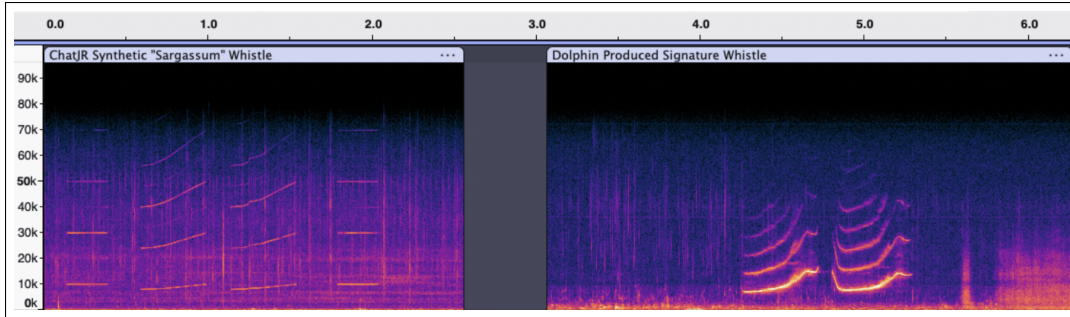 0.0 1.0 2.0 3.0 4.0 5.0 6.0
ChatJR Synthetic "Sargassum" Whistle ... Dolphin Produced Signature Whistle ...
90k
80k
70k
60k
50k
40k
30k
20k
10k
0k